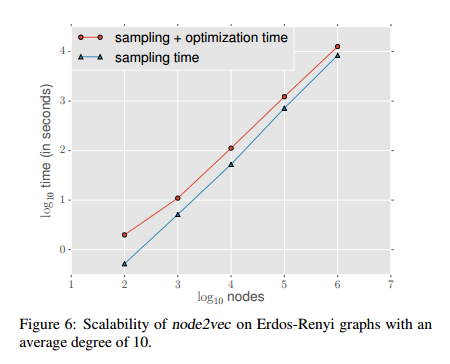 sampling + optimization time
sampling time
4
3
2
1
0
log10 time (in seconds)
1 2 3 4 5 6 7
log10 nodes
Figure 6: Scalability of node2vec on Erdos-Renyi graphs with an
average degree of 10.